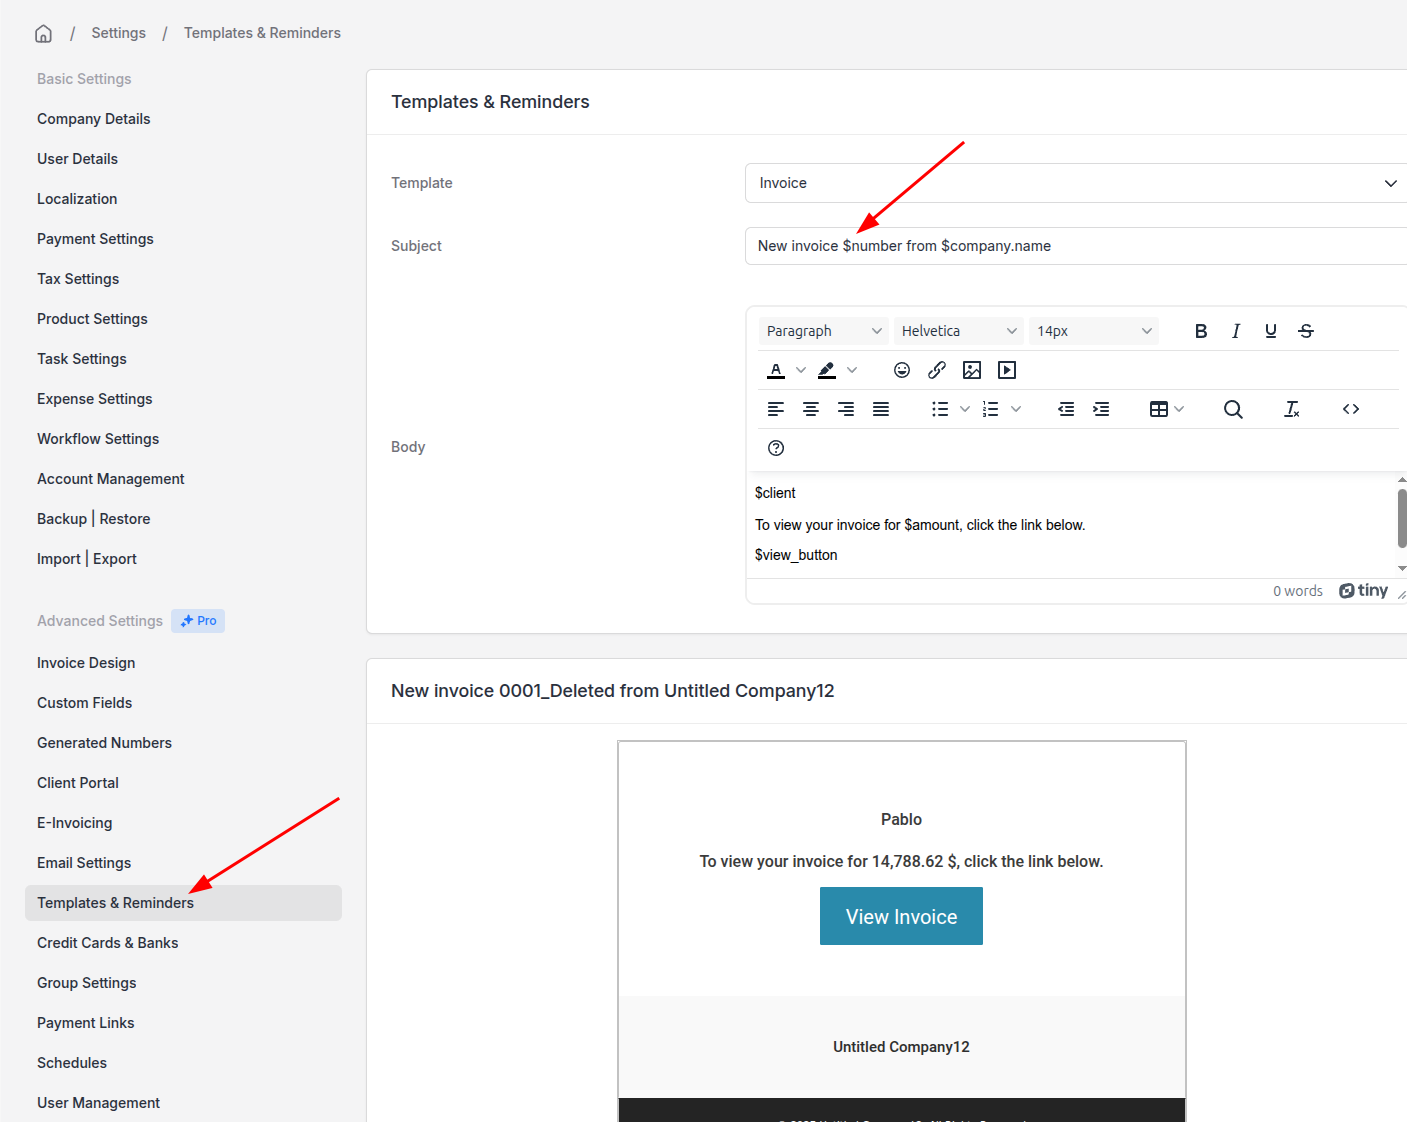 / Settings / Templates & Reminders
Basic Settings
Company Details
User Details
Localization
Payment Settings
Tax Settings
Product Settings
Task Settings
Expense Settings
Workflow Settings
Account Management
Backup | Restore
Import | Export
Advanced Settings Pro
Invoice Design
Custom Fields
Generated Numbers
Client Portal
E-Invoicing
Email Settings
Templates & Reminders
Credit Cards & Banks
Group Settings
Payment Links
Schedules
User Management
Templates & Reminders
Template Invoice
Subject New invoice $number from $company.name
Paragraph Helvetica 14px
Body
$client
To view your invoice for $amount, click the link below.
$view_button
0 words tiny
New invoice 0001_Deleted from Untitled Company12
Pablo
To view your invoice for 14,788.62 $, click the link below.
View Invoice
Untitled Company12